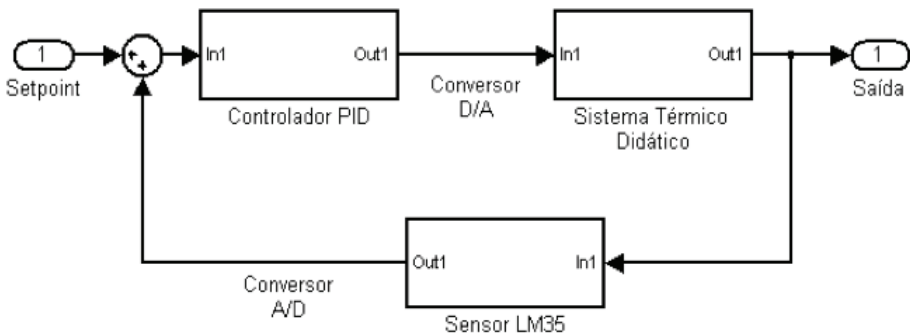 1
Setpoint
+
+
In1
Out1
Controlador PID
Conversor
D/A
In1
Out1
Sistema Térmico
Didático
1
Saída
Out1
In1
Sensor LM35
Conversor
A/D